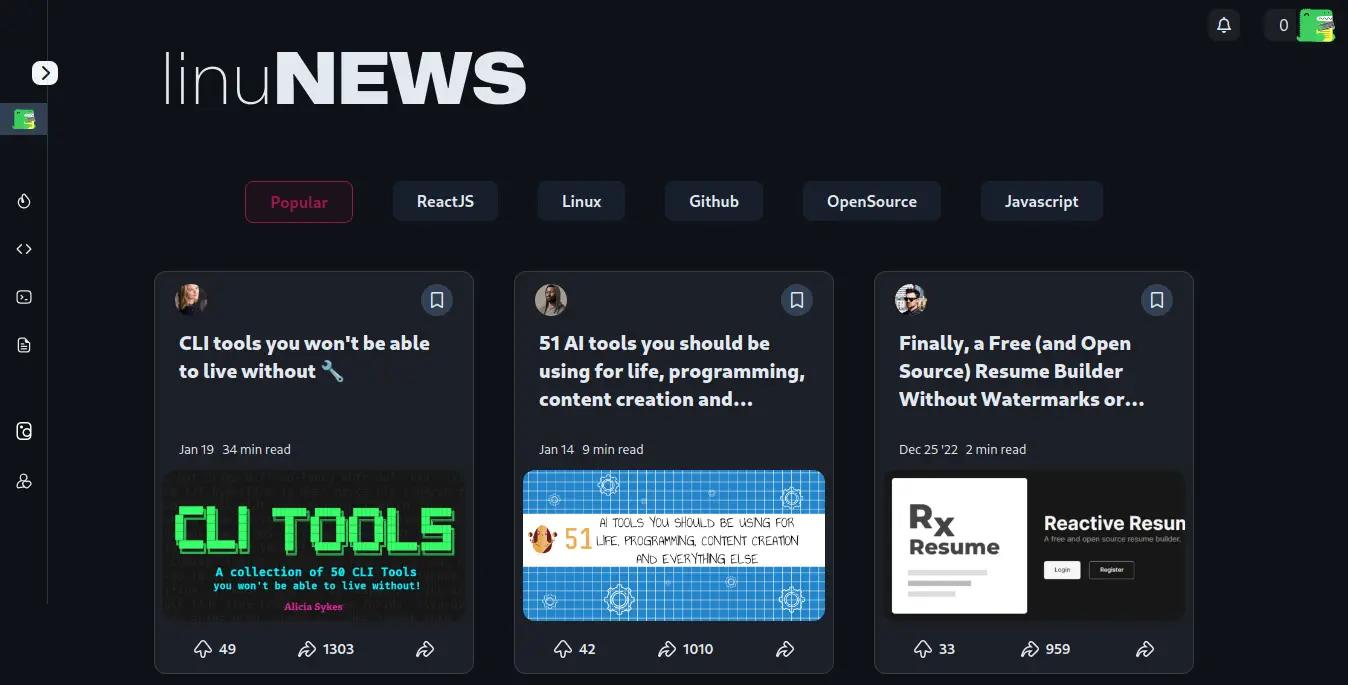 0
linuNEWS
Popular
ReactJS
Linux
Github
OpenSource
Javascript
CLI tools you won't be able
to live without 🔧
Jan 19 34 min read
CLI TOOLS
A collection of 50 CLI Tools
you won't be able to live without!
Alicia Sykes
49
1303
51 AI tools you should be
using for life, programming,
content creation and...
Jan 14 9 min read
51
AI TOOLS YOU SHOULD BE USING FOR
LIFE, PROGRAMMING, CONTENT CREATION
AND EVERYTHING ELSE
42
1010
Finally, a Free (and Open
Source) Resume Builder
Without Watermarks or...
Dec 25 '22 2 min read
Rx
Resume
Reactive Resun
A free and open source resume builder.
Login
Register
33
959